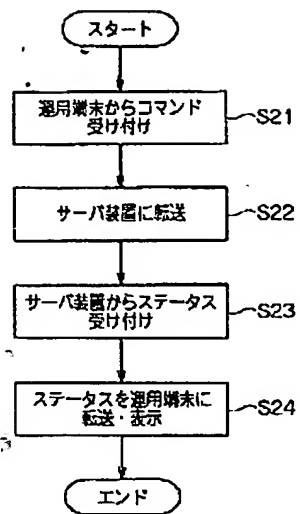 スタート
運用端末からコマンド
受け付け
S21
サーバ装置に転送
S22
サーバ装置からステータス
受け付け
S23
ステータスを運用端末に
転送・表示
S24
エンド